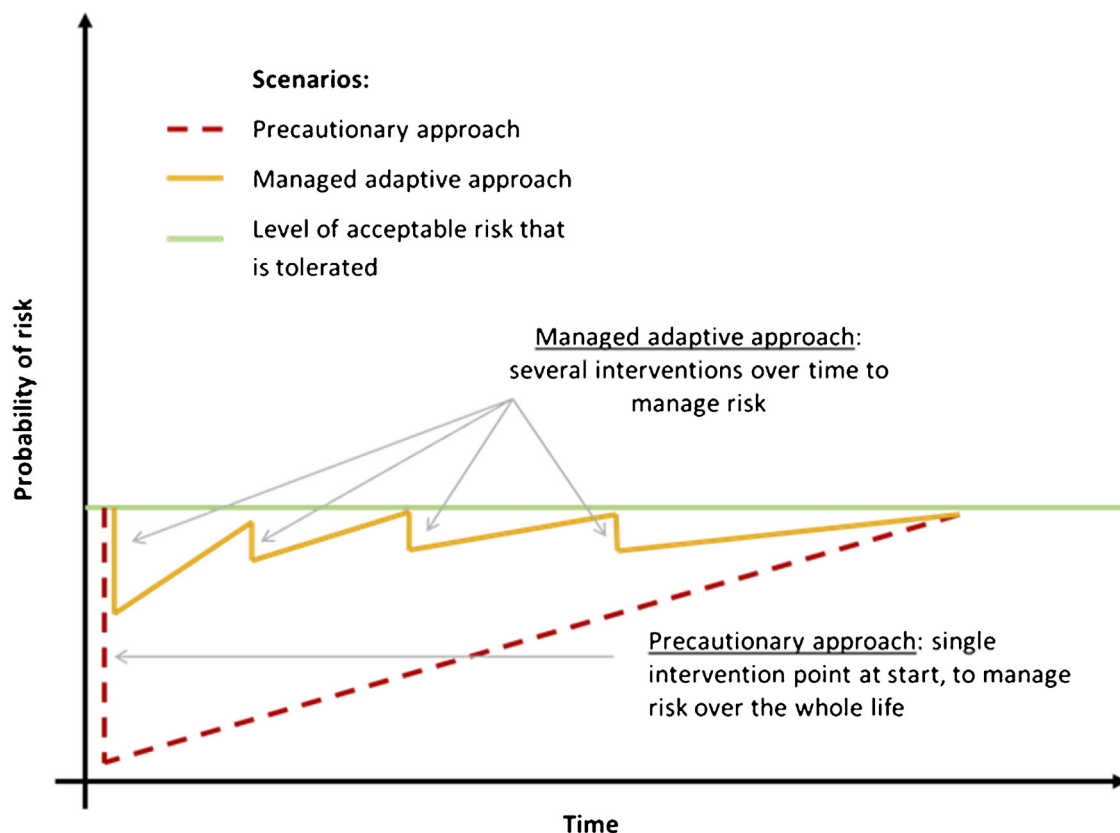 Scenarios:
Precautionary approach
Managed adaptive approach
Level of acceptable risk that
is tolerated
Probability of risk
Managed adaptive approach:
several interventions over time to
manage risk
Precautionary approach: single
intervention point at start, to manage
risk over the whole life
Time